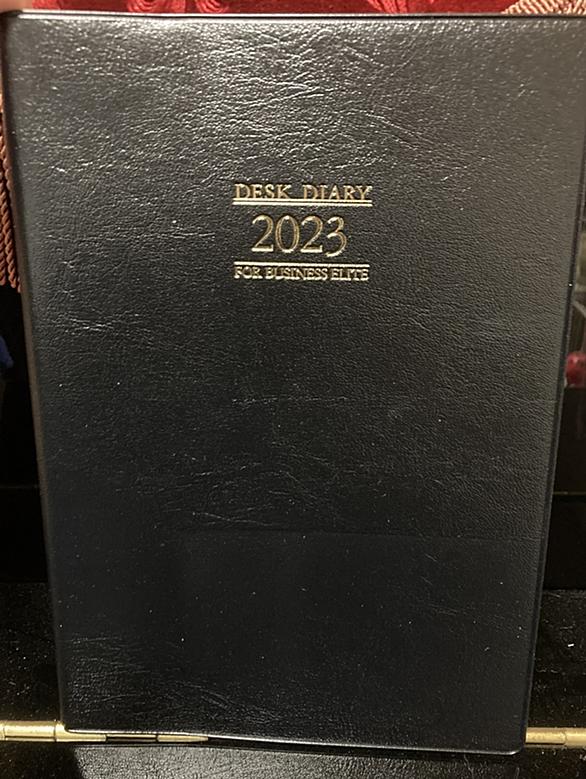 DESK DIARY
2023
FOR BUSINESS ELITE